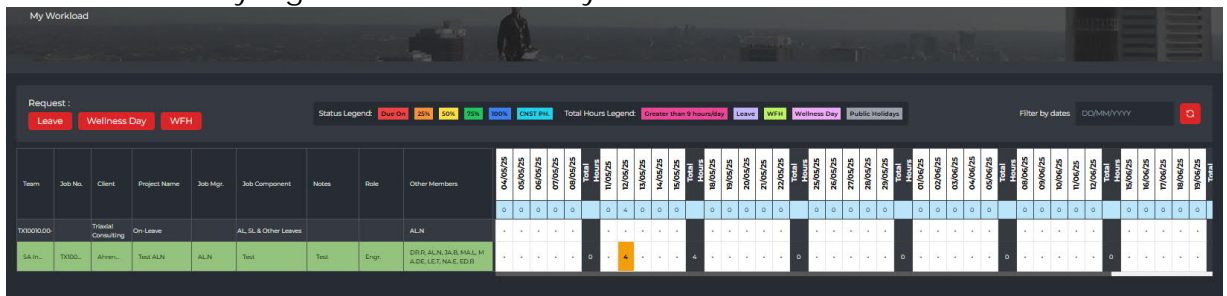 My Workload
Request :
Leave Wellness Day WFH
Status Legend: Due On 25% 50% 75% 100% CNST PH. Total Hours Legend: Greater than 9 hours/day Leave WFH Wellness Day Public Holidays
Filter by dates DD/MM/YYYY
Team Job No. Client Project Name Job Mgr. Job Component Notes Role Other Members 04/05/25 05/05/25 06/05/25 07/05/25 08/05/25 Total Hours 11/05/25 12/05/25 13/05/25 14/05/25 15/05/25 Total Hours 18/05/25 19/05/25 20/05/25 21/05/25 22/05/25 Total Hours 25/05/25 26/05/25 27/05/25 28/05/25 29/05/25 Total Hours 01/06/25 02/06/25 03/06/25 04/06/25 05/06/25 Total Hours 08/06/25 09/06/25 10/06/25 11/06/25 12/06/25 Total Hours 15/06/25 16/06/25 17/06/25 18/06/25 19/06/25 Total
0 0 0 0 0 0 4 0 0 0 0 0 0 0 0 0 0 0 0 0 0 0 0 0 0 0 0 0 0 0 0 0 0 0 0
TX10010.00- Triaxial Consulting On-Leave AL, SL & Other Leaves AL.N
SA in... TX100... Ahren... Test ALN AL.N Test Test Engr. DR.R, AL.N, JA.B, MA.L, M A.DE, LE.T, NA.E, ED.R 0 4 4 0 0 0 0